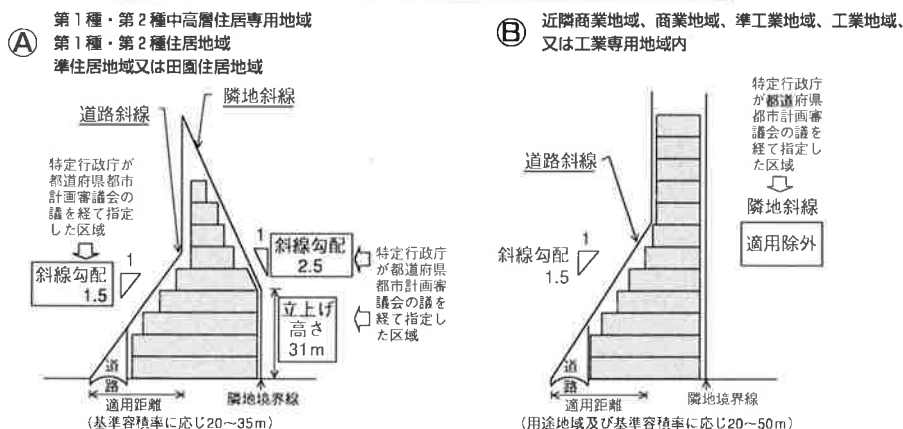 Ⓐ
第1種・第2種中高層住居専用地域
第1種・第2種住居地域
準住居地域又は田園住居地域
隣地斜線
道路斜線
特定行政庁が
都道府県都市
計画審議会の
議を経て指定
した区域
斜線勾配
1.5
1
1
斜線勾配
2.5
特定行政庁
が都道府県
都市計画審
議会の議を
経て指定し
た区域
立上げ
高さ
31m
道
路
適用距離
隣地境界線
(基準容積率に応じ20〜35m)
Ⓑ
近隣商業地域、商業地域、準工業地域、工業地域、
又は工業専用地域内
特定行政庁
が都道府県
都市計画審
議会の議を
経て指定し
た区域
隣地斜線
適用除外
道路斜線
斜線勾配
1.5
1
道
路
適用距離
隣地境界線
(用途地域及び基準容積率に応じ20〜50m)